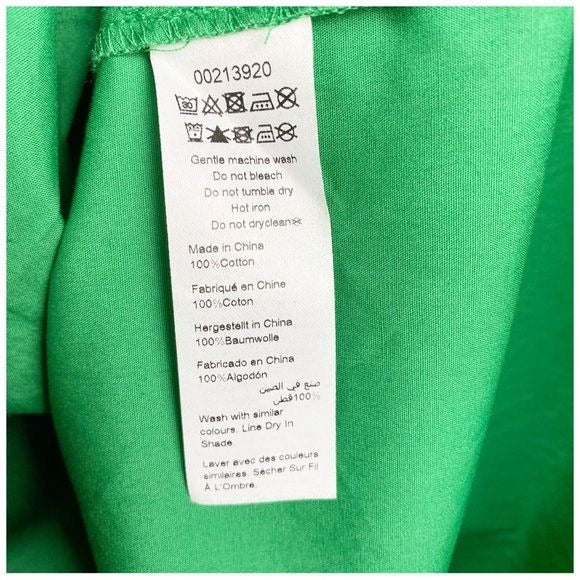 00213920
30
Gentle machine wash
Do not bleach
Do not tumble dry
Hot iron
Do not dryclean
Made in China
100%Cotton
Fabriqué en Chine
100%Coton
Hergestellt in China
100%Baumwolle
Fabricado en China
100%Algodón
صنع في الصين
100%قطن
Wash with similar
colours. Line Dry In
Shade.
Laver avec des couleurs
similaires. Sécher Sur Fil
À L'Ombre.